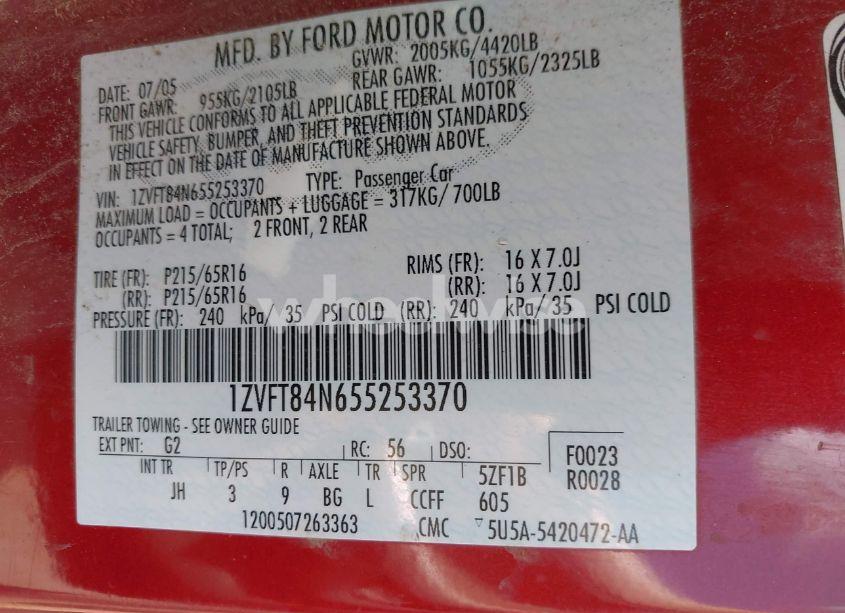 MFD. BY FORD MOTOR CO.
DATE: 07/05 GVWR: 2005KG/4420LB
FRONT GAWR: 955KG/2105LB REAR GAWR: 1055KG/2325LB
THIS VEHICLE CONFORMS TO ALL APPLICABLE FEDERAL MOTOR
VEHICLE SAFETY, BUMPER, AND THEFT PREVENTION STANDARDS
IN EFFECT ON THE DATE OF MANUFACTURE SHOWN ABOVE.
VIN: 1ZVFT84N655253370 TYPE: Passenger Car
MAXIMUM LOAD = OCCUPANTS + LUGGAGE = 317KG/ 700LB
OCCUPANTS = 4 TOTAL; 2 FRONT, 2 REAR
TIRE (FR): P215/65R16 RIMS (FR): 16 X 7.0J
(RR): P215/65R16 (RR): 16 X 7.0J
PRESSURE (FR): 240 kPa/ 35 PSI COLD (RR): 240 kPa/35 PSI COLD
wheelwise
1ZVFT84N655253370
TRAILER TOWING - SEE OWNER GUIDE
EXT PNT: G2 RC: 56 DSO: F0023
INT TR TP/PS R AXLE TR SPR 5ZF1B R0028
JH 3 9 BG L CCFF 605
1200507263363 CMC 5U5A-5420472-AA